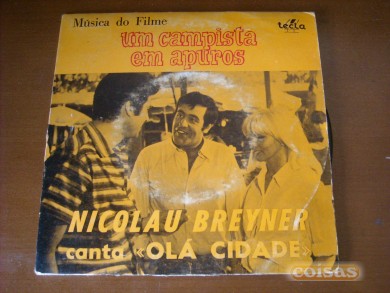 Música do Filme
um campista
em apuros
tecla
NICOLAU BREYNER
canta «OLÁ CIDADE»
coisas